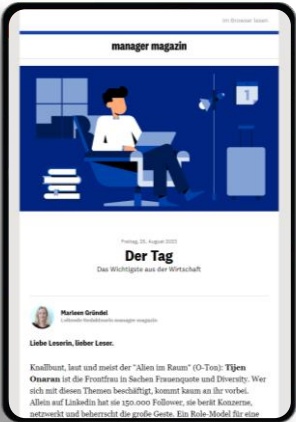 Im Browser lesen
manager magazin
1
Freitag, 25. August 2023
Der Tag
Das Wichtigste aus der Wirtschaft
Marleen Gründel
Leitende Redakteurin manager magazin
Liebe Leserin, lieber Leser,
Knallbunt, laut und meist der "Alien im Raum" (O-Ton): Tijen
Onaran ist die Frontfrau in Sachen Frauenquote und Diversity. Wer
sich mit diesen Themen beschäftigt, kommt kaum an ihr vorbei.
Allein auf Linkedin hat sie 150.000 Follower, sie berät Konzerne,
netzwerkt und beherrscht die große Geste. Ein Role-Model für eine